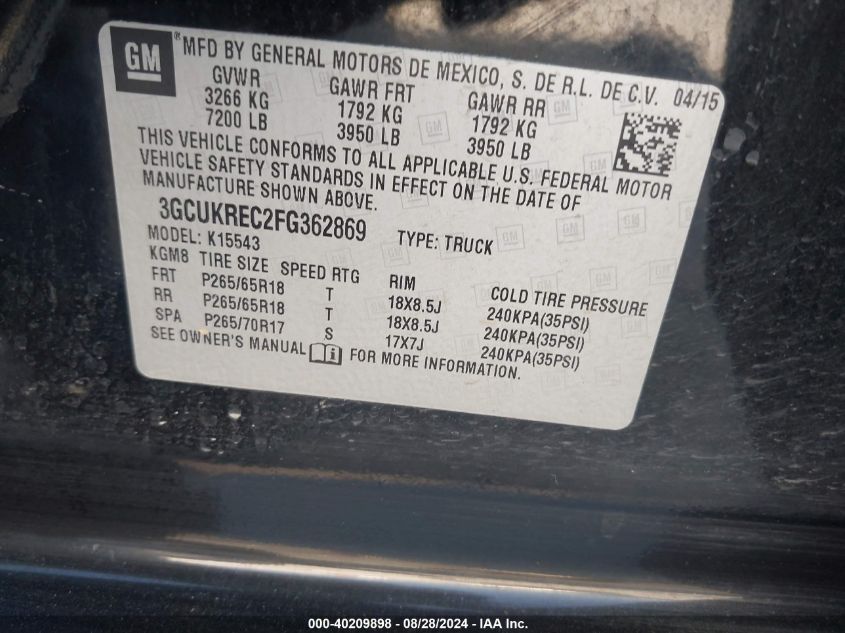 GM ® MFD BY GENERAL MOTORS DE MEXICO, S. DE R.L. DE C.V. 04/15
GVWR GAWR FRT GAWR RR
3266 KG 1792 KG 1792 KG
7200 LB 3950 LB 3950 LB
THIS VEHICLE CONFORMS TO ALL APPLICABLE U.S. FEDERAL MOTOR
VEHICLE SAFETY STANDARDS IN EFFECT ON THE DATE OF
MANUFACTURE SHOWN ABOVE.
3GCUKREC2FG362869 TYPE: TRUCK
MODEL: K15543
KGM8 TIRE SIZE SPEED RTG RIM COLD TIRE PRESSURE
FRT P265/65R18 T 18X8.5J 240KPA(35PSI)
RR P265/65R18 T 18X8.5J 240KPA(35PSI)
SPA P265/70R17 S 17X7J 240KPA(35PSI)
SEE OWNER'S MANUAL FOR MORE INFORMATION.
000-40209898 - 08/28/2024 - IAA Inc.